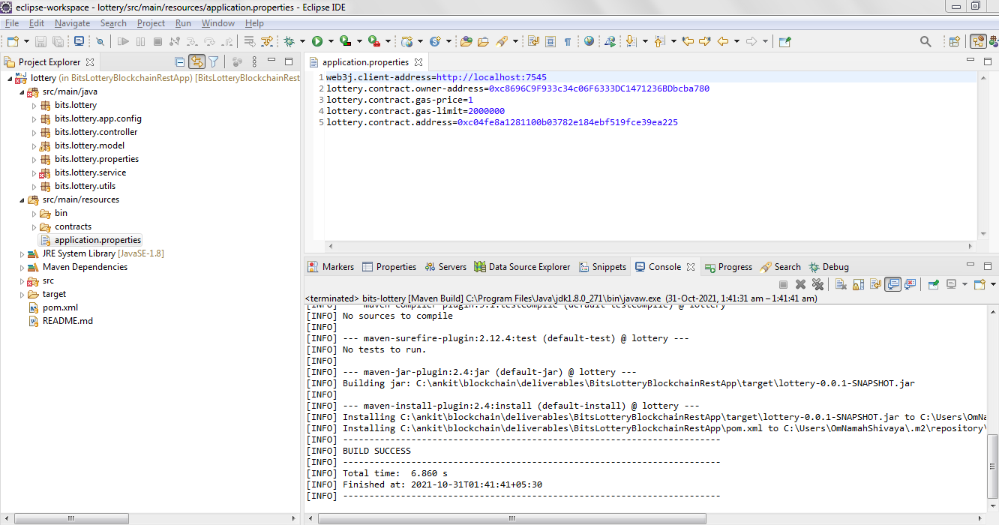 eclipse-workspace - lottery/src/main/resources/application.properties - Eclipse IDE
File Edit Navigate Search Project Run Window Help
Project Explorer
lottery (in BitsLotteryBlockchainRestApp) [BitsLotteryBlockchainRest
src/main/java
bits.lottery
bits.lottery.app.config
bits.lottery.controller
bits.lottery.model
bits.lottery.properties
bits.lottery.service
bits.lottery.utils
src/main/resources
bin
contracts
application.properties
JRE System Library [JavaSE-1.8]
Maven Dependencies
src
target
pom.xml
README.md
application.properties
1 web3j.client-address=http://localhost:7545
2 lottery.contract.owner-address=0xc8696C9F933c34c06F6333DC1471236BDbcba780
3 lottery.contract.gas-price=1
4 lottery.contract.gas-limit=2000000
5 lottery.contract.address=0xc04fe8a1281100b03782e184ebf519fce39ea225
Markers Properties Servers Data Source Explorer Snippets Console Progress Search Debug
<terminated> bits-lottery [Maven Build] C:\Program Files\Java\jdk1.8.0_271\bin\javaw.exe (31-Oct-2021, 1:41:31 am – 1:41:41 am)
[INFO] --- maven-compiler-plugin:3.1:testCompile (default-testCompile) @ lottery
[INFO] No sources to compile
[INFO]
[INFO] --- maven-surefire-plugin:2.12.4:test (default-test) @ lottery ---
[INFO] No tests to run.
[INFO]
[INFO] --- maven-jar-plugin:2.4:jar (default-jar) @ lottery ---
[INFO] Building jar: C:\ankit\blockchain\deliverables\BitsLotteryBlockchainRestApp\target\lottery-0.0.1-SNAPSHOT.jar
[INFO]
[INFO] --- maven-install-plugin:2.4:install (default-install) @ lottery ---
[INFO] Installing C:\ankit\blockchain\deliverables\BitsLotteryBlockchainRestApp\target\lottery-0.0.1-SNAPSHOT.jar to C:\Users\OmNa
[INFO] Installing C:\ankit\blockchain\deliverables\BitsLotteryBlockchainRestApp\pom.xml to C:\Users\OmNamahShivaya\.m2\repository\
[INFO] ------------------------------------------------------------------------
[INFO] BUILD SUCCESS
[INFO] ------------------------------------------------------------------------
[INFO] Total time:  6.860 s
[INFO] Finished at: 2021-10-31T01:41:41+05:30
[INFO] ------------------------------------------------------------------------